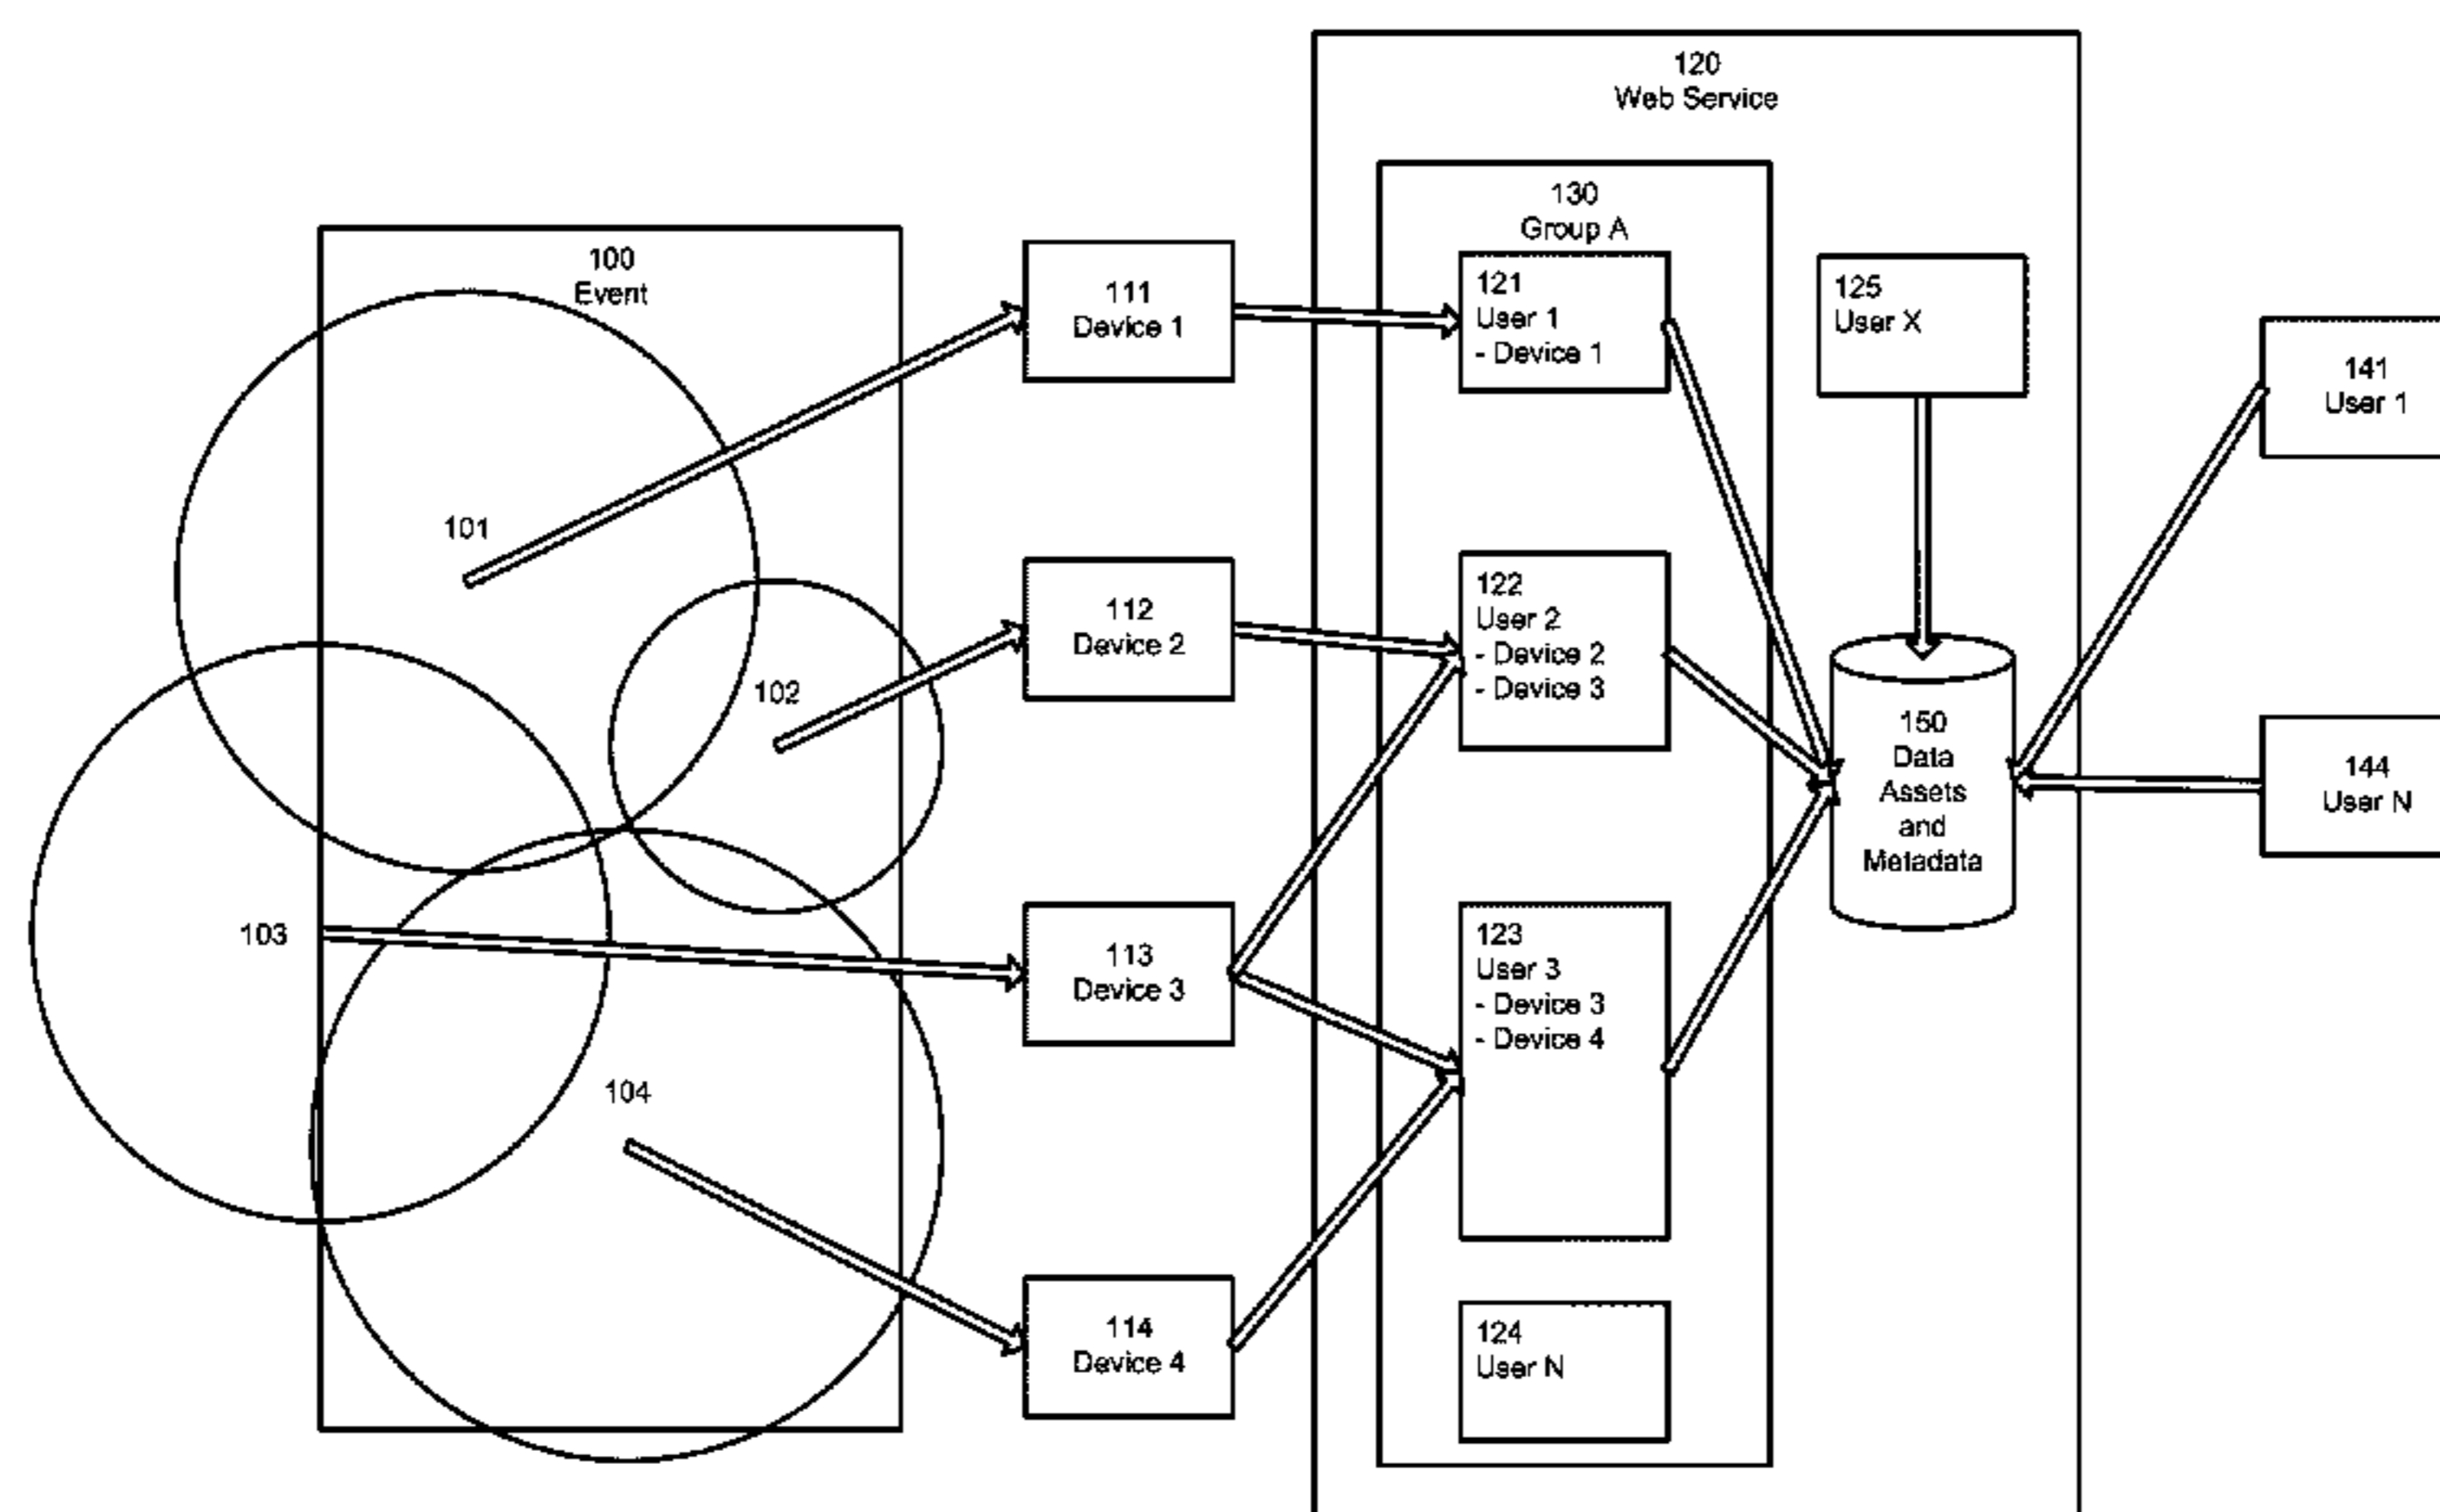 120
Web Service
130
Group A
100
Event
111
Device 1
121
User 1
- Device 1
125
User X
141
User 1
101
112
Device 2
122
User 2
- Device 2
- Device 3
102
150
Data
Assets
and
Metadata
144
User N
103
113
Device 3
123
User 3
- Device 3
- Device 4
104
114
Device 4
124
User N